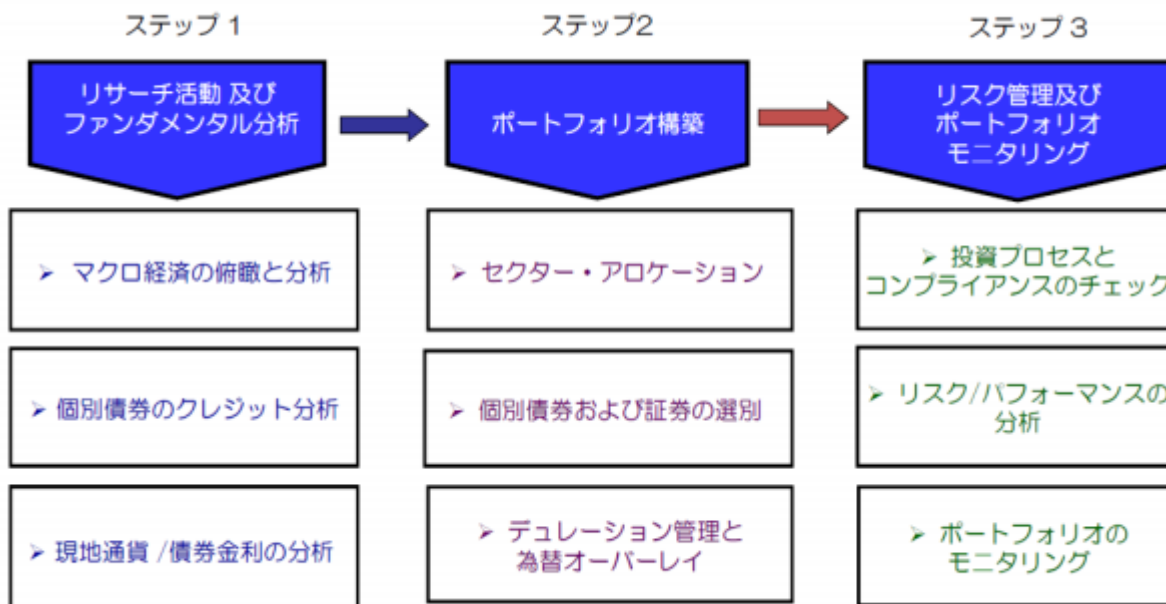 ステップ 1
ステップ2
ステップ 3
リサーチ活動 及び
ファンダメンタル分析
ポートフォリオ構築
リスク管理及び
ポートフォリオ
モニタリング
➢ マクロ経済の俯瞰と分析
➢ セクター・アロケーション
➢ 投資プロセスと
コンプライアンスのチェック
➢ 個別債券のクレジット分析
➢ 個別債券および証券の選別
➢ リスク/パフォーマンスの
分析
➢ 現地通貨 /債券金利の分析
➢ デュレーション管理と
為替オーバーレイ
➢ ポートフォリオの
モニタリング